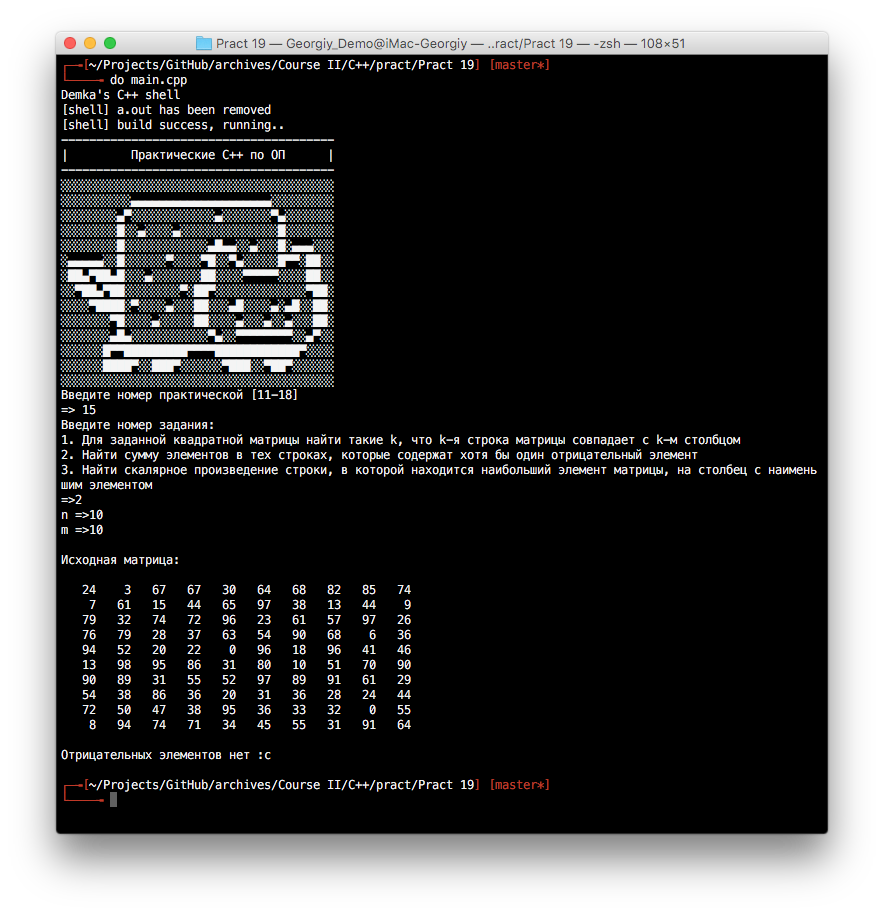 Pract 19 — Georgiy_Demo@iMac-Georgiy — ..ract/Pract 19 — -zsh — 108×51
[~/Projects/GitHub/archives/Course II/C++/pract/Pract 19] [master*]
do main.cpp
Demka's C++ shell
[shell] a.out has been removed
[shell] build success, running..
--------------------------------------
|         Практические С++ по ОП      |
--------------------------------------
Введите номер практической [11-18]
=> 15
Введите номер задания:
1. Для заданной квадратной матрицы найти такие k, что k-я строка матрицы совпадает с k-м столбцом
2. Найти сумму элементов в тех строках, которые содержат хотя бы один отрицательный элемент
3. Найти скалярное произведение строки, в которой находится наибольший элемент матрицы, на столбец с наимень
шим элементом
=>2
n =>10
m =>10
Исходная матрица:
24 3 67 67 30 64 68 82 85 74
7 61 15 44 65 97 38 13 44 9
79 32 74 72 96 23 61 57 97 26
76 79 28 37 63 54 90 68 6 36
94 52 20 22 0 96 18 96 41 46
13 98 95 86 31 80 10 51 70 90
90 89 31 55 52 97 89 91 61 29
54 38 86 36 20 31 36 28 24 44
72 50 47 38 95 36 33 32 0 55
8 94 74 71 34 45 55 31 91 64
Отрицательных элементов нет :с
[~/Projects/GitHub/archives/Course II/C++/pract/Pract 19] [master*]